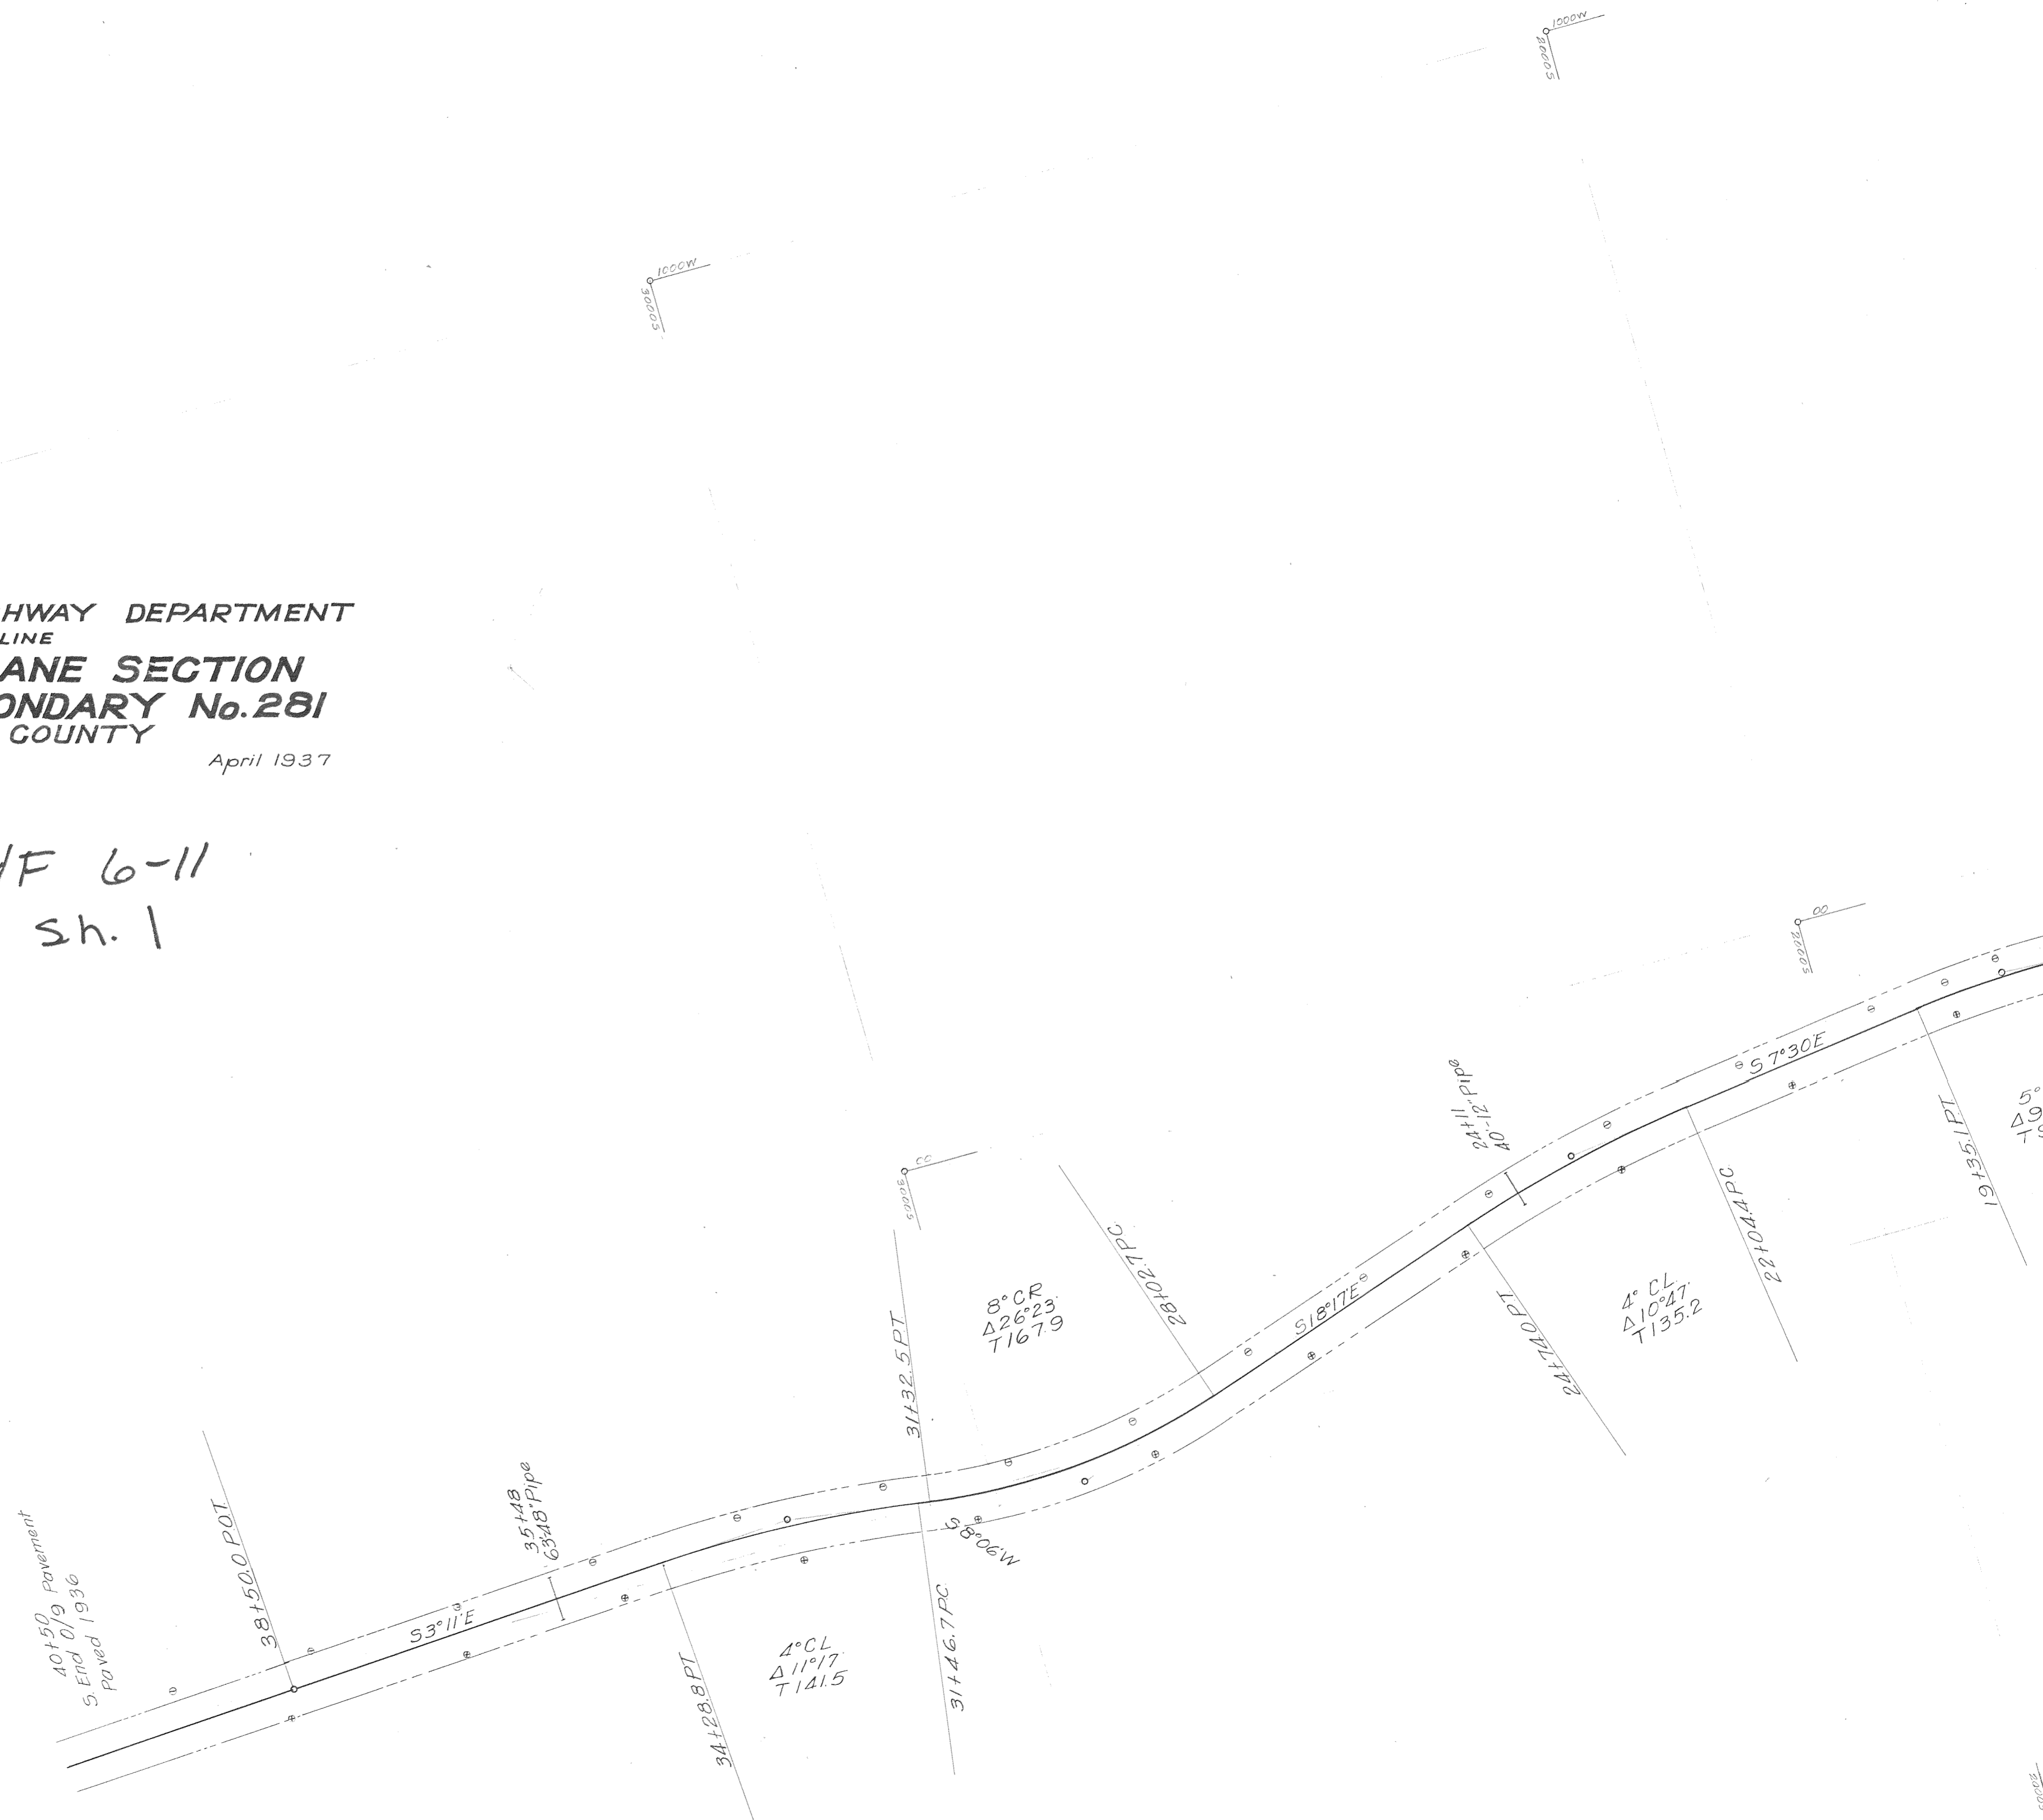 1000W
2000S
1000W
3000S
HWAY DEPARTMENT
LINE
ANE SECTION
ONDARY No. 281
COUNTY
April 1937
6-11
Sh. 1
00
2000S
S 7°30'E
19+35.1 PT
5°
Δ9
24+11
40'-12" Pipe
22+04.4 PC
4° CL
Δ10°47'
T135.2
24+74.0 PT
S18°17'E
00
3000S
28+02.7 PC
8° CR
Δ26°23'
T167.9
31+32.5 PT
S 8°06'W
31+46.7 PC
4° CL
Δ11°17'
T141.5
34+28.8 PT
35+48
63'48" Pipe
S3°11'E
38+50.0 P.O.T.
40+50
S. End 0/9 Pavement
Paved 1936